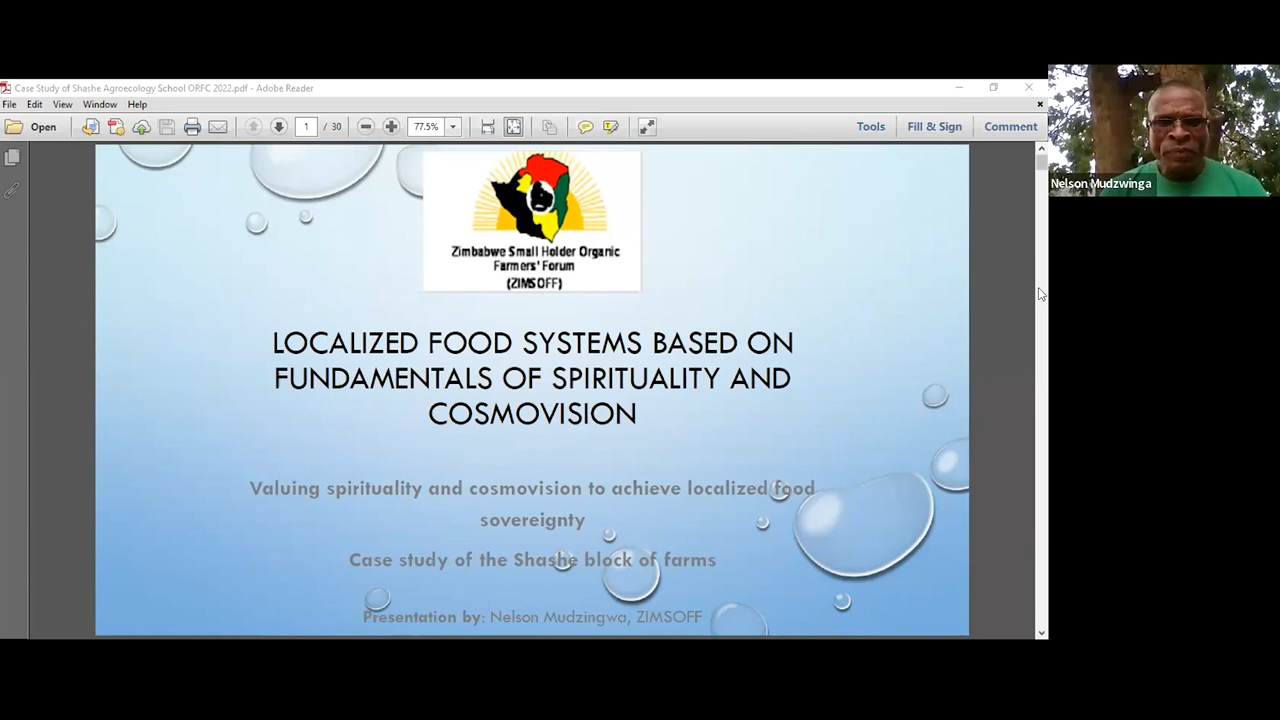 Case Study of Shashe Agroecology School ORFC 2022.pdf - Adobe Reader
File Edit View Window Help
Open 1 / 30 77.5% Tools Fill & Sign Comment
Nelson Mudzwinga
Zimbabwe Small Holder Organic
Farmers' Forum
(ZIMSOFF)
LOCALIZED FOOD SYSTEMS BASED ON
FUNDAMENTALS OF SPIRITUALITY AND
COSMOVISION
Valuing spirituality and cosmovision to achieve localized food
sovereignty
Case study of the Shashe block of farms
Presentation by: Nelson Mudzingwa, ZIMSOFF